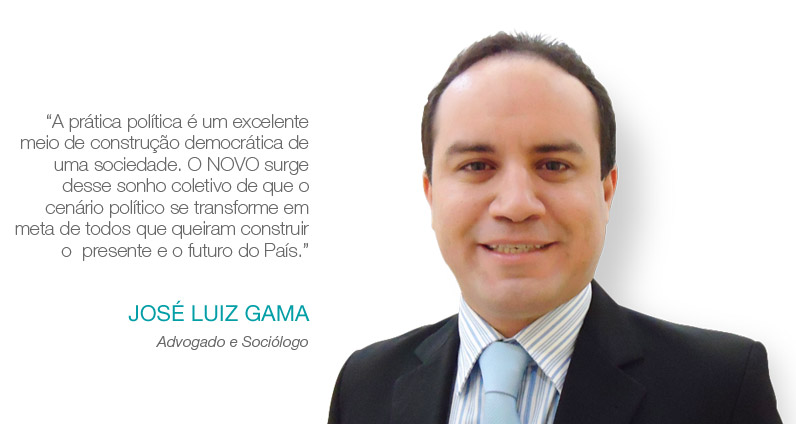 “A prática política é um excelente
meio de construção democrática de
uma sociedade. O NOVO surge
desse sonho coletivo de que o
cenário político se transforme em
meta de todos que queiram construir
o  presente e o futuro do País.”
JOSÉ LUIZ GAMA
Advogado e Sociólogo